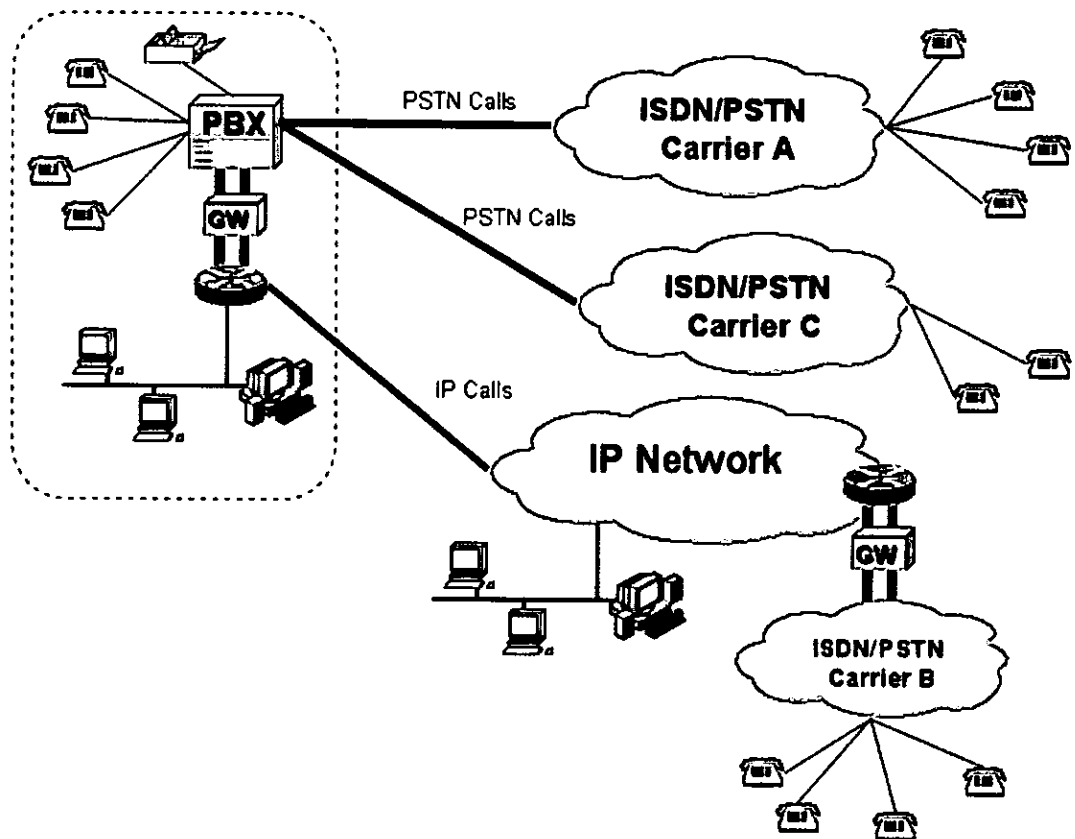 PBX
PSTN Calls
ISDN/PSTN
Carrier A
GW
PSTN Calls
ISDN/PSTN
Carrier C
IP Calls
IP Network
GW
ISDN/PSTN
Carrier B